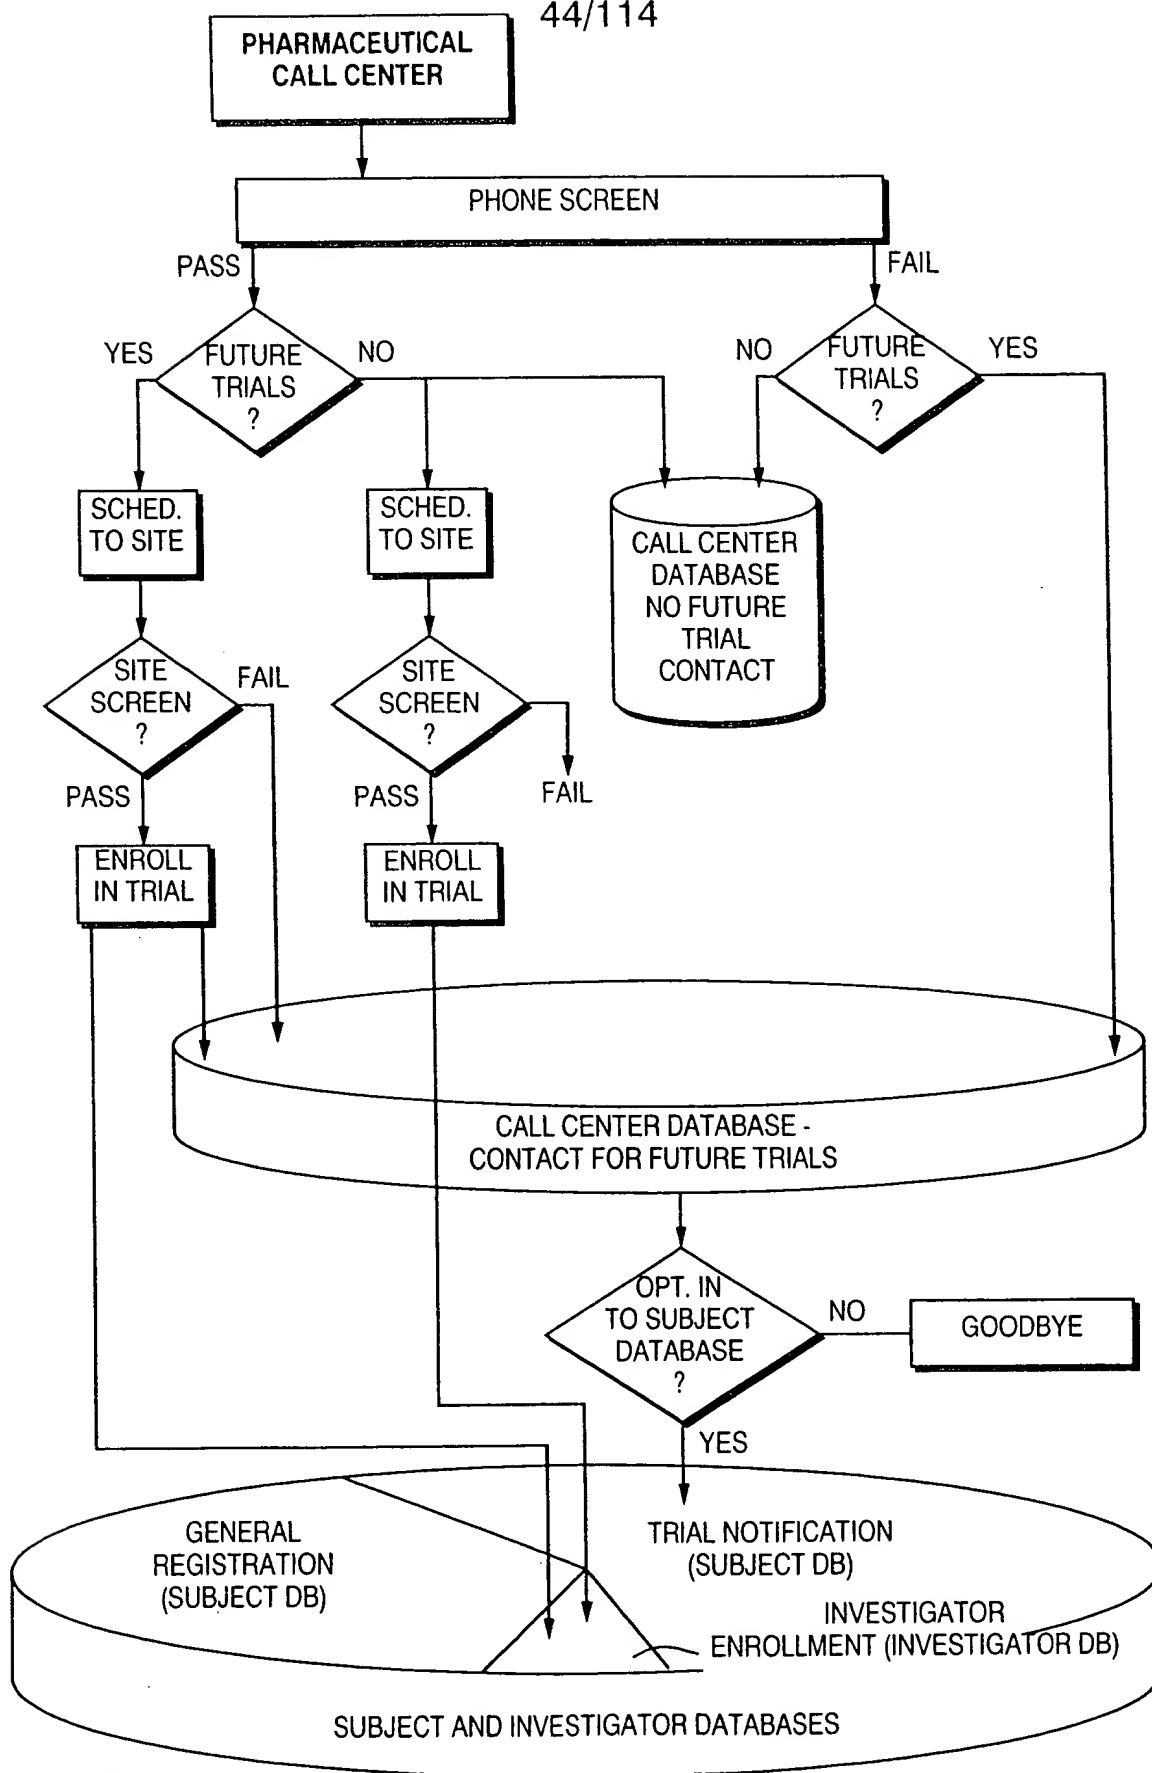 44/114
PHARMACEUTICAL
CALL CENTER
PHONE SCREEN
PASS
FAIL
YES
FUTURE
TRIALS
?
NO
NO
FUTURE
TRIALS
?
YES
SCHED.
TO SITE
SCHED.
TO SITE
CALL CENTER
DATABASE
NO FUTURE
TRIAL
CONTACT
SITE
SCREEN
?
FAIL
SITE
SCREEN
?
FAIL
PASS
PASS
ENROLL
IN TRIAL
ENROLL
IN TRIAL
CALL CENTER DATABASE -
CONTACT FOR FUTURE TRIALS
OPT. IN
TO SUBJECT
DATABASE
?
NO
GOODBYE
YES
GENERAL
REGISTRATION
(SUBJECT DB)
TRIAL NOTIFICATION
(SUBJECT DB)
INVESTIGATOR
ENROLLMENT (INVESTIGATOR DB)
SUBJECT AND INVESTIGATOR DATABASES